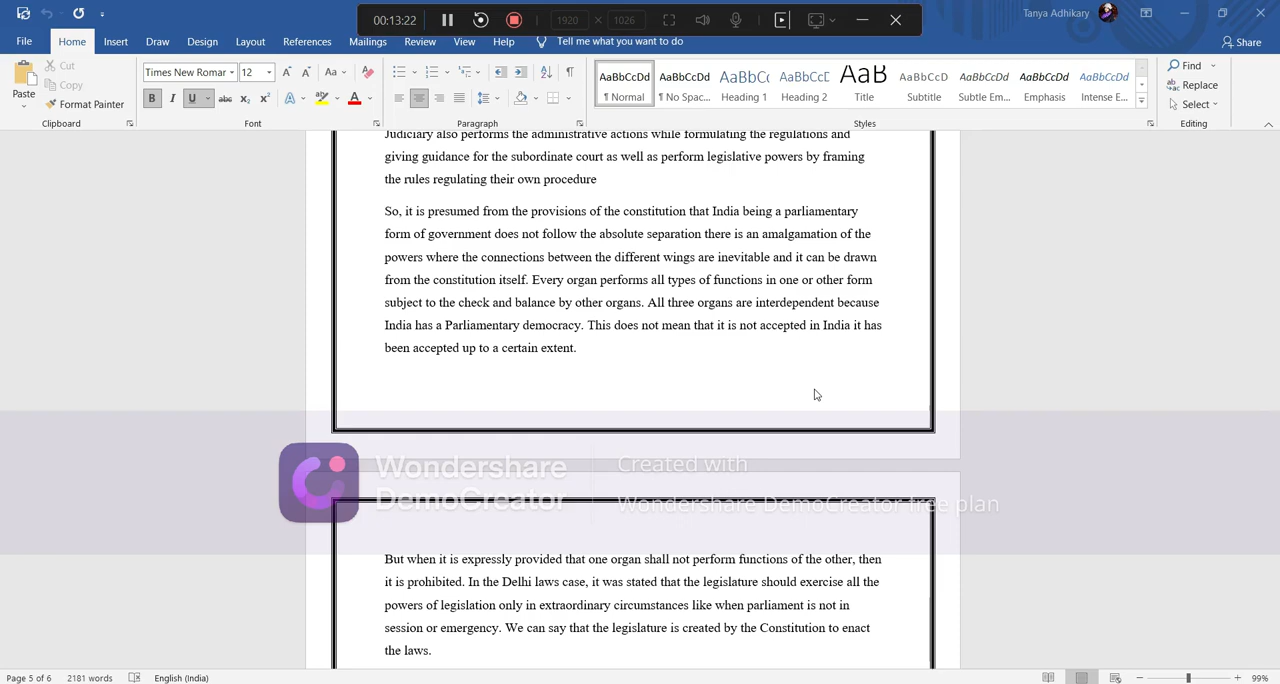 00:13:22
1920 × 1026
Tanya Adhikary
File Home Insert Draw Design Layout References Mailings Review View Help Tell me what you want to do Share
Paste
Cut
Copy
Format Painter
Clipboard
Times New Roman 12
Font
Paragraph
AaBbCcDd AaBbCcDd AaBbCc AaBbCcD AaB AaBbCcD AaBbCcDd AaBbCcDd AaBbCcDd
¶ Normal ¶ No Spac... Heading 1 Heading 2 Title Subtitle Subtle Em... Emphasis Intense E...
Styles
Find
Replace
Select
Editing
Judiciary also performs the administrative actions while formulating the regulations and
giving guidance for the subordinate court as well as perform legislative powers by framing
the rules regulating their own procedure
So, it is presumed from the provisions of the constitution that India being a parliamentary
form of government does not follow the absolute separation there is an amalgamation of the
powers where the connections between the different wings are inevitable and it can be drawn
from the constitution itself. Every organ performs all types of functions in one or other form
subject to the check and balance by other organs. All three organs are interdependent because
India has a Parliamentary democracy. This does not mean that it is not accepted in India it has
been accepted up to a certain extent.
Wondershare
DemoCreator
Created with
Wondershare DemoCreator free plan
But when it is expressly provided that one organ shall not perform functions of the other, then
it is prohibited. In the Delhi laws case, it was stated that the legislature should exercise all the
powers of legislation only in extraordinary circumstances like when parliament is not in
session or emergency. We can say that the legislature is created by the Constitution to enact
the laws.
Page 5 of 6 2181 words English (India) 99%